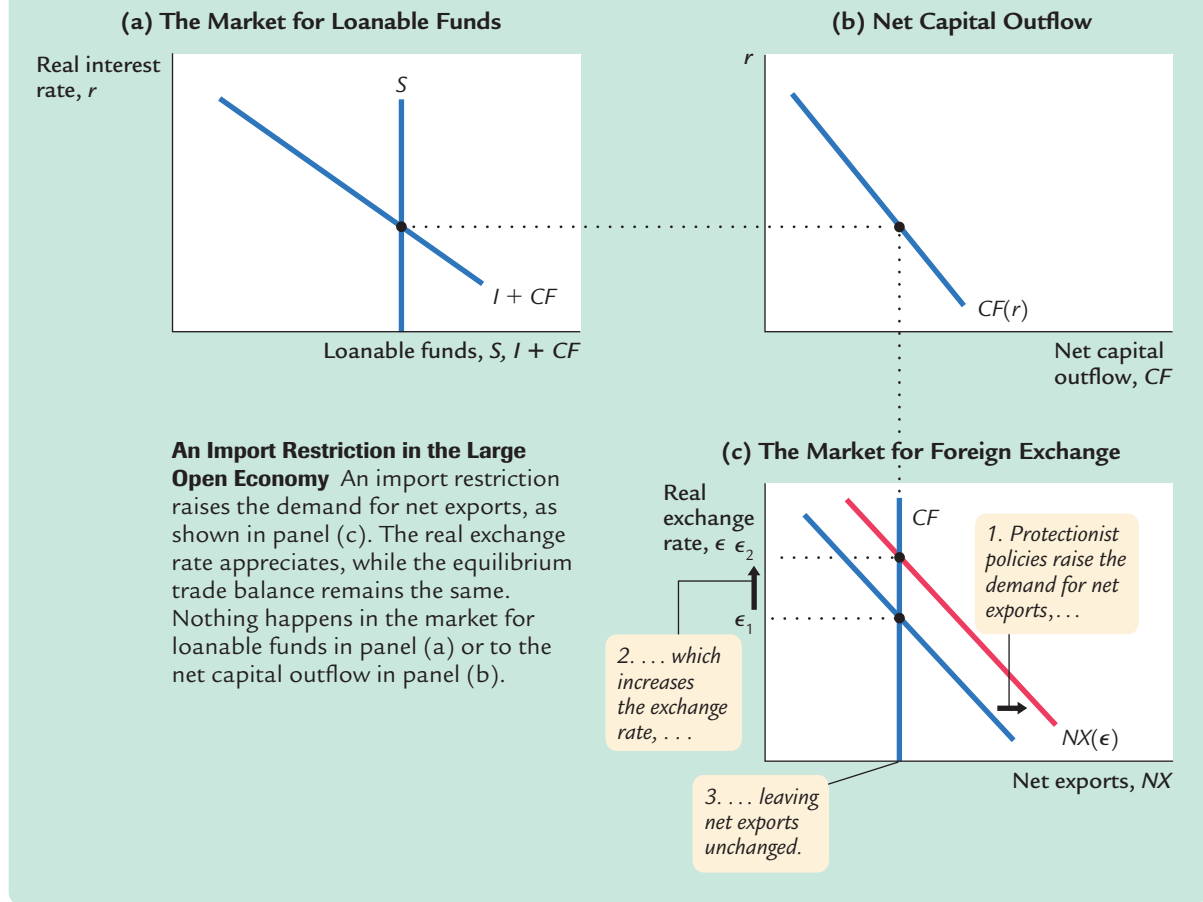 (a) The Market for Loanable Funds
Real interest
rate, r
S
I + CF
Loanable funds, S, I + CF
(b) Net Capital Outflow
r
CF(r)
Net capital
outflow, CF
An Import Restriction in the Large
Open Economy An import restriction
raises the demand for net exports, as
shown in panel (c). The real exchange
rate appreciates, while the equilibrium
trade balance remains the same.
Nothing happens in the market for
loanable funds in panel (a) or to the
net capital outflow in panel (b).
(c) The Market for Foreign Exchange
Real
exchange
rate, ϵ ϵ₂
ϵ₁
CF
1. Protectionist
policies raise the
demand for net
exports, . . .
2. . . . which
increases
the exchange
rate, . . .
NX(ϵ)
Net exports, NX
3. . . . leaving
net exports
unchanged.